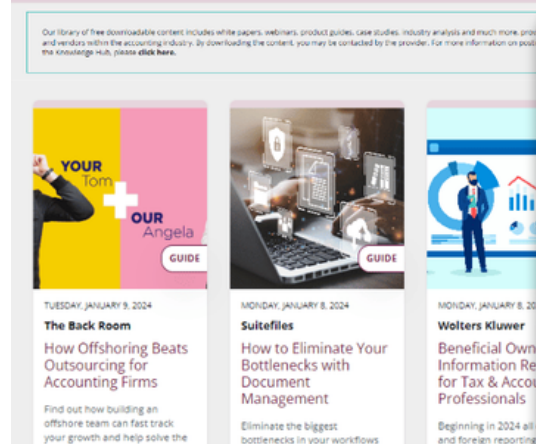 Our library of free downloadable content includes white papers, webinars, product guides, case studies, industry analysis and much more,
and vendors within the accounting industry. By downloading the content, you may be contacted by the provider. For more information on
the Knowledge Hub, please click here.
YOUR
Tom
OUR
Angela
GUIDE
TUESDAY, JANUARY 9, 2024
The Back Room
How Offshoring Beats
Outsourcing for
Accounting Firms
Find out how building an
offshore team can fast track
your growth and help solve the
GUIDE
MONDAY, JANUARY 8, 2024
Suitefiles
How to Eliminate Your
Bottlenecks with
Document
Management
Eliminate the biggest
bottlenecks in your workflows
MONDAY, JANUARY 8, 20
Wolters Kluwer
Beneficial Own
Information Re
for Tax & Accou
Professionals
Beginning in 2024 all
and foreign reporting